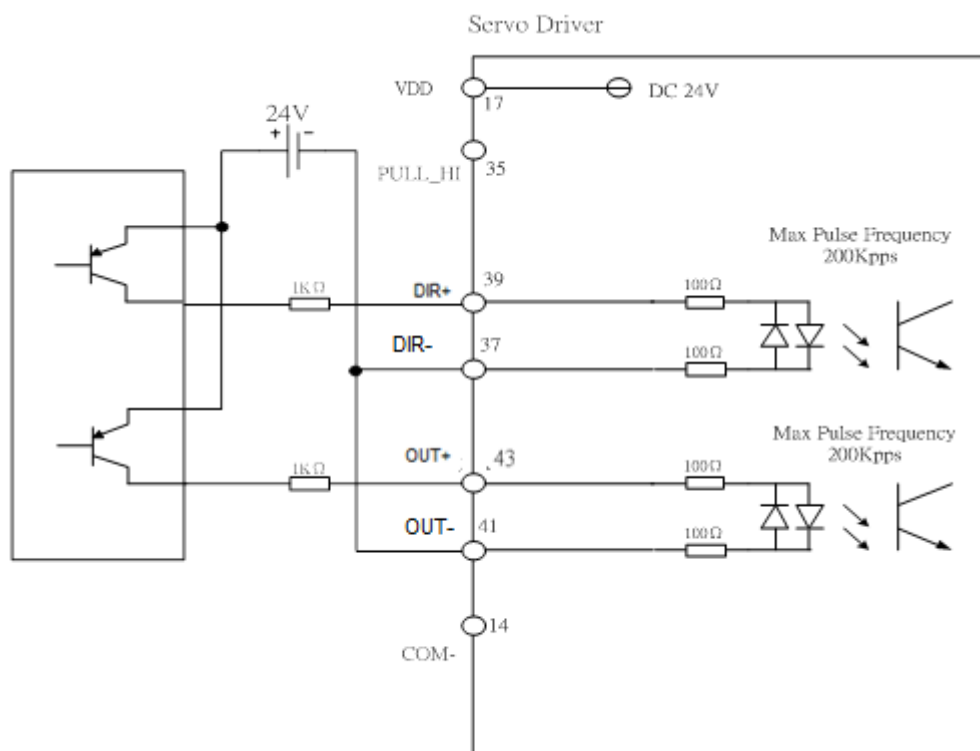 Servo Driver
VDD
17
DC 24V
24V
+ -
PULL_HI
35
Max Pulse Frequency
200Kpps
39
1KΩ
DIR+
100Ω
DIR-
37
100Ω
OUT+
43
Max Pulse Frequency
200Kpps
1KΩ
100Ω
OUT-
41
100Ω
14
COM-